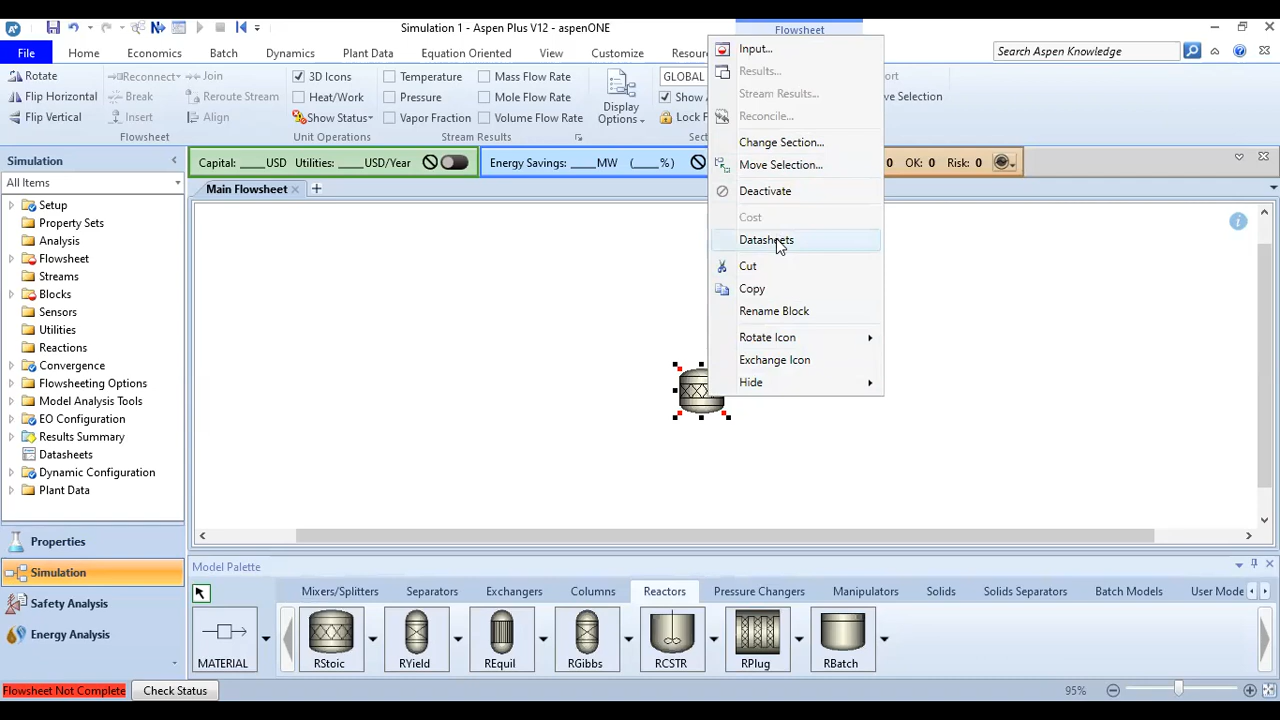 Simulation 1 - Aspen Plus V12 - aspenONE
Flowsheet
File Home Economics Batch Dynamics Plant Data Equation Oriented View Customize
Search Aspen Knowledge
Rotate
Flip Horizontal
Flip Vertical
Reconnect
Break
Insert
Join
Reroute Stream
Align
Flowsheet
3D Icons
Heat/Work
Show Status
Unit Operations
Temperature
Pressure
Vapor Fraction
Mass Flow Rate
Mole Flow Rate
Volume Flow Rate
Stream Results
Display
Options
GLOBAL
Input...
Results...
Stream Results...
Reconcile...
Change Section...
Move Selection...
Deactivate
Cost
Datasheets
Cut
Copy
Rename Block
Rotate Icon
Exchange Icon
Hide
Capital: ____ USD Utilities: ____ USD/Year
Energy Savings: ____ MW (____%)
0 OK: 0 Risk: 0
Simulation
All Items
Setup
Property Sets
Analysis
Flowsheet
Streams
Blocks
Sensors
Utilities
Reactions
Convergence
Flowsheeting Options
Model Analysis Tools
EO Configuration
Results Summary
Datasheets
Dynamic Configuration
Plant Data
Properties
Simulation
Safety Analysis
Energy Analysis
Main Flowsheet
Model Palette
Mixers/Splitters Separators Exchangers Columns Reactors Pressure Changers Manipulators Solids Solids Separators Batch Models
MATERIAL RStoic RYield REquil RGibbs RCSTR RPlug RBatch
Flowsheet Not Complete Check Status
95%